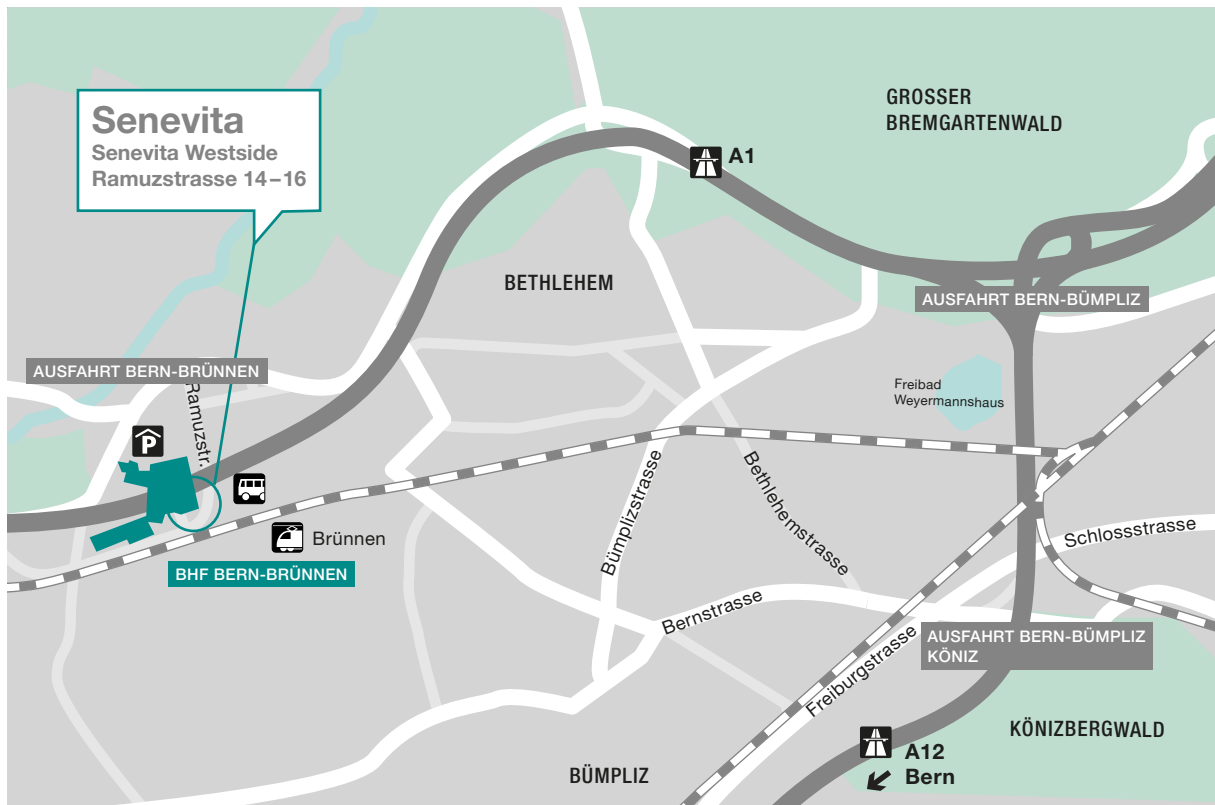 GROSSER
BREMGARTENWALD
Senevita
Senevita Westside
Ramuzstrasse 14–16
A1
BETHLEHEM
AUSFAHRT BERN-BÜMPLIZ
AUSFAHRT BERN-BRÜNNEN
Ramuzstr.
Freibad
Weyermannshaus
P
Bümplizstrasse
Bethlehemstrasse
Schlossstrasse
Brünnen
BHF BERN-BRÜNNEN
Bernstrasse
Freiburgstrasse
AUSFAHRT BERN-BÜMPLIZ
KÖNIZ
KÖNIZBERGWALD
A12
Bern
BÜMPLIZ